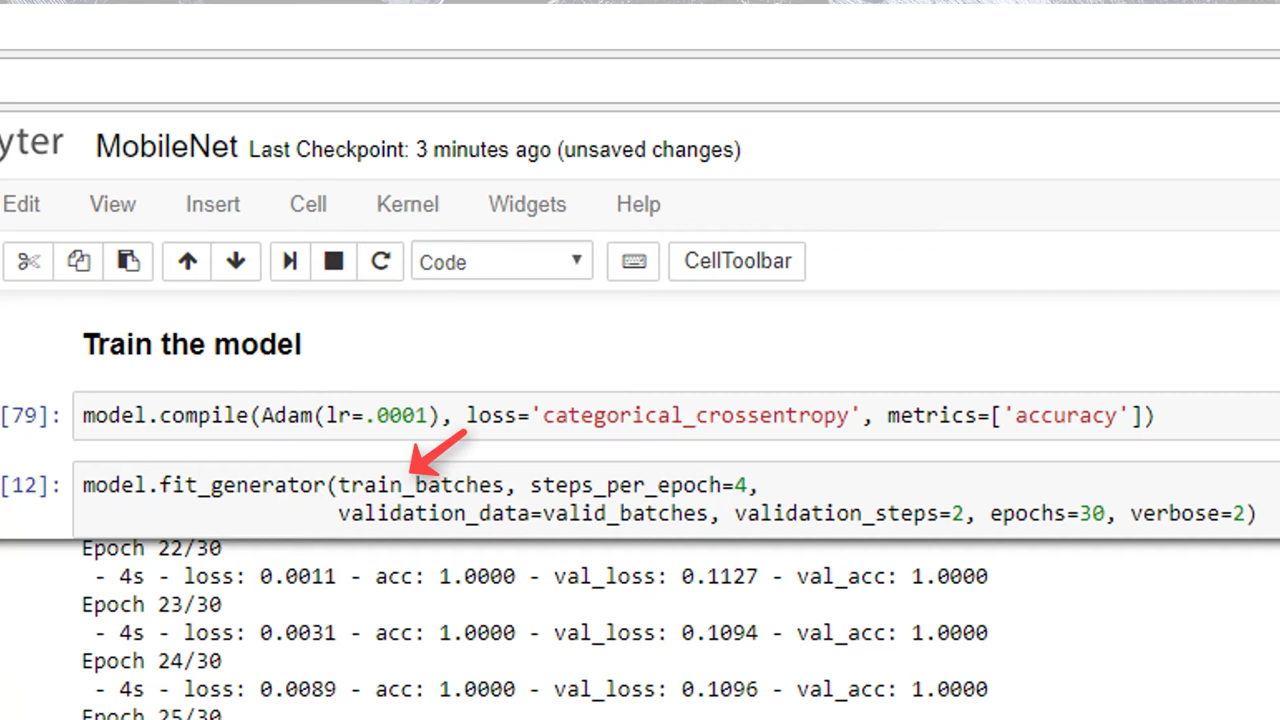 yter MobileNet Last Checkpoint: 3 minutes ago (unsaved changes)
Edit View Insert Cell Kernel Widgets Help
Code CellToolbar
Train the model
[79]: model.compile(Adam(lr=.0001), loss='categorical_crossentropy', metrics=['accuracy'])
[12]: model.fit_generator(train_batches, steps_per_epoch=4,
validation_data=valid_batches, validation_steps=2, epochs=30, verbose=2)
Epoch 22/30
- 4s - loss: 0.0011 - acc: 1.0000 - val_loss: 0.1127 - val_acc: 1.0000
Epoch 23/30
- 4s - loss: 0.0031 - acc: 1.0000 - val_loss: 0.1094 - val_acc: 1.0000
Epoch 24/30
- 4s - loss: 0.0089 - acc: 1.0000 - val_loss: 0.1096 - val_acc: 1.0000
Epoch 25/30